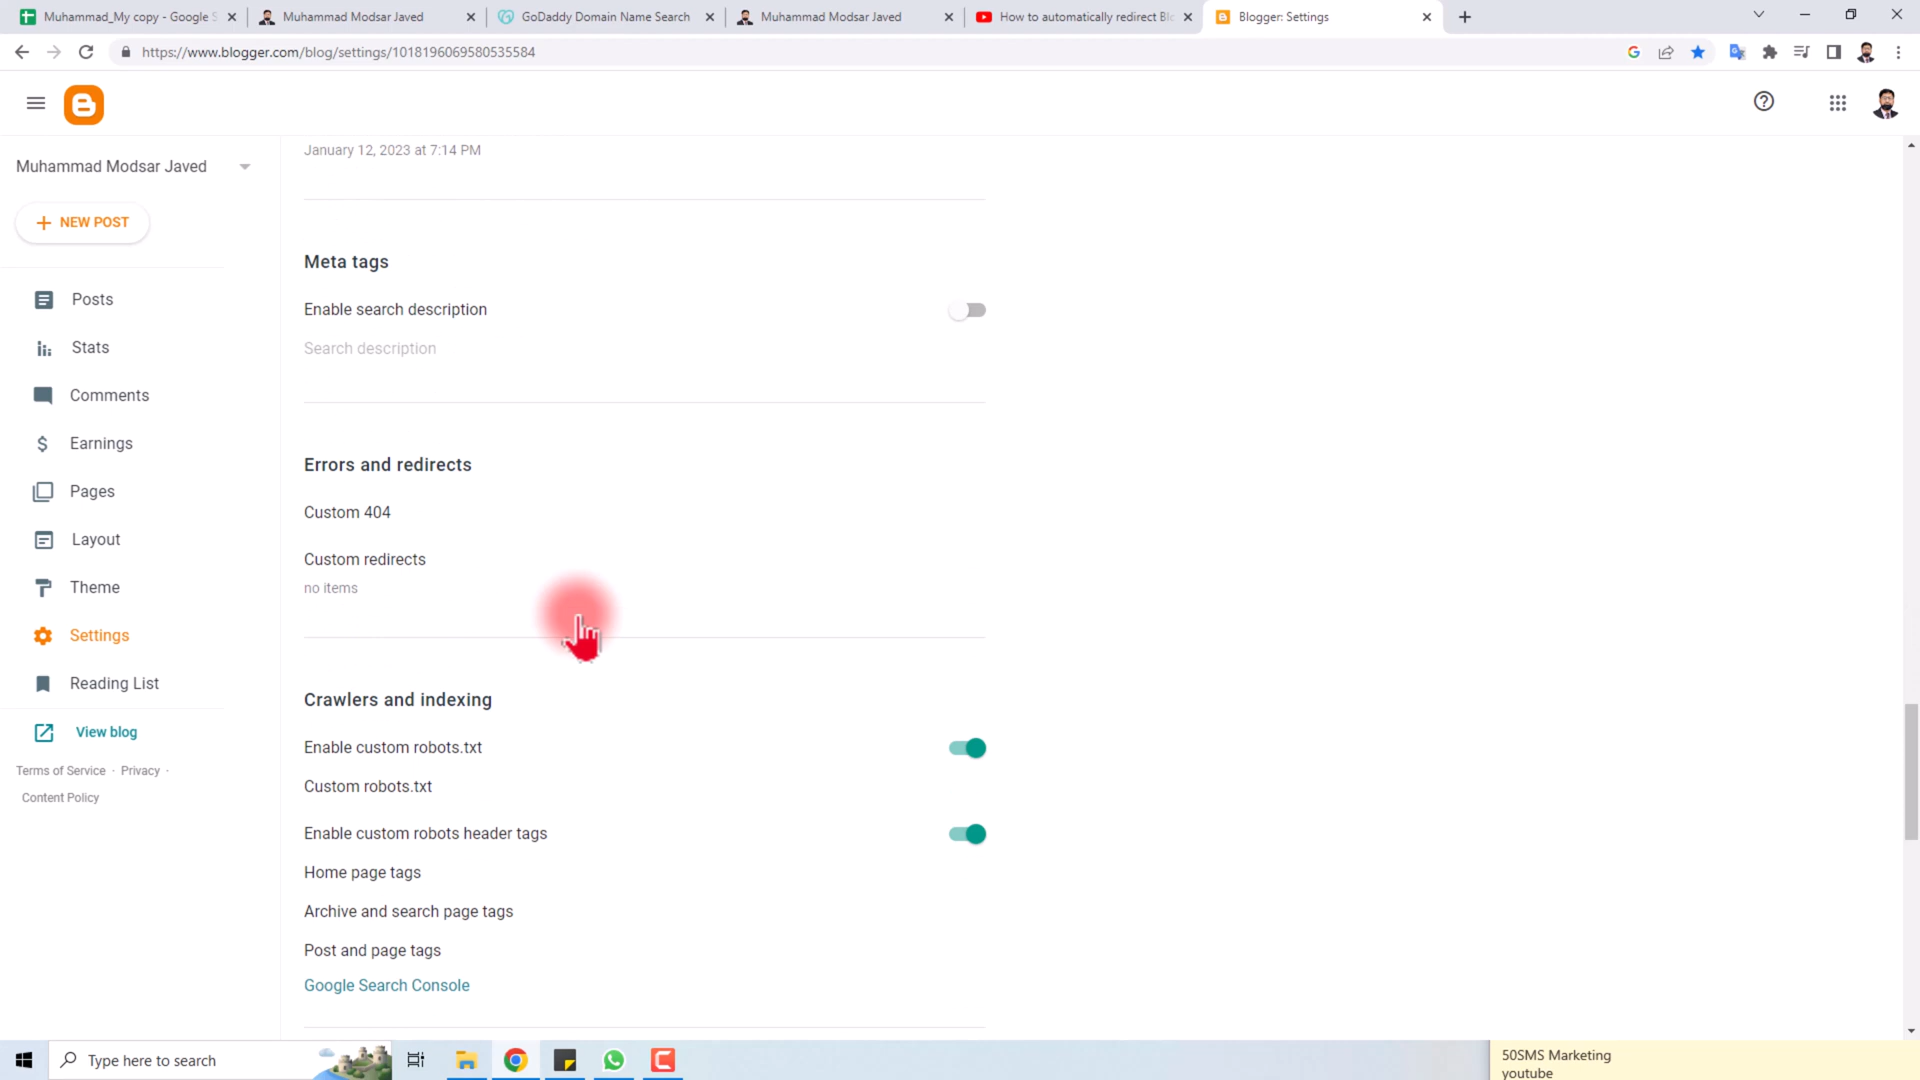 Muhammad_My copy - Google S
Muhammad Modsar Javed
GoDaddy Domain Name Search
Muhammad Modsar Javed
How to automatically redirect Blo
Blogger: Settings
https://www.blogger.com/blog/settings/1018196069580535584
Muhammad Modsar Javed
NEW POST
Posts
Stats
Comments
Earnings
Pages
Layout
Theme
Settings
Reading List
View blog
Terms of Service · Privacy ·
Content Policy
January 12, 2023 at 7:14 PM
Meta tags
Enable search description
Search description
Errors and redirects
Custom 404
Custom redirects
no items
Crawlers and indexing
Enable custom robots.txt
Custom robots.txt
Enable custom robots header tags
Home page tags
Archive and search page tags
Post and page tags
Google Search Console
Type here to search
50SMS Marketing
youtube